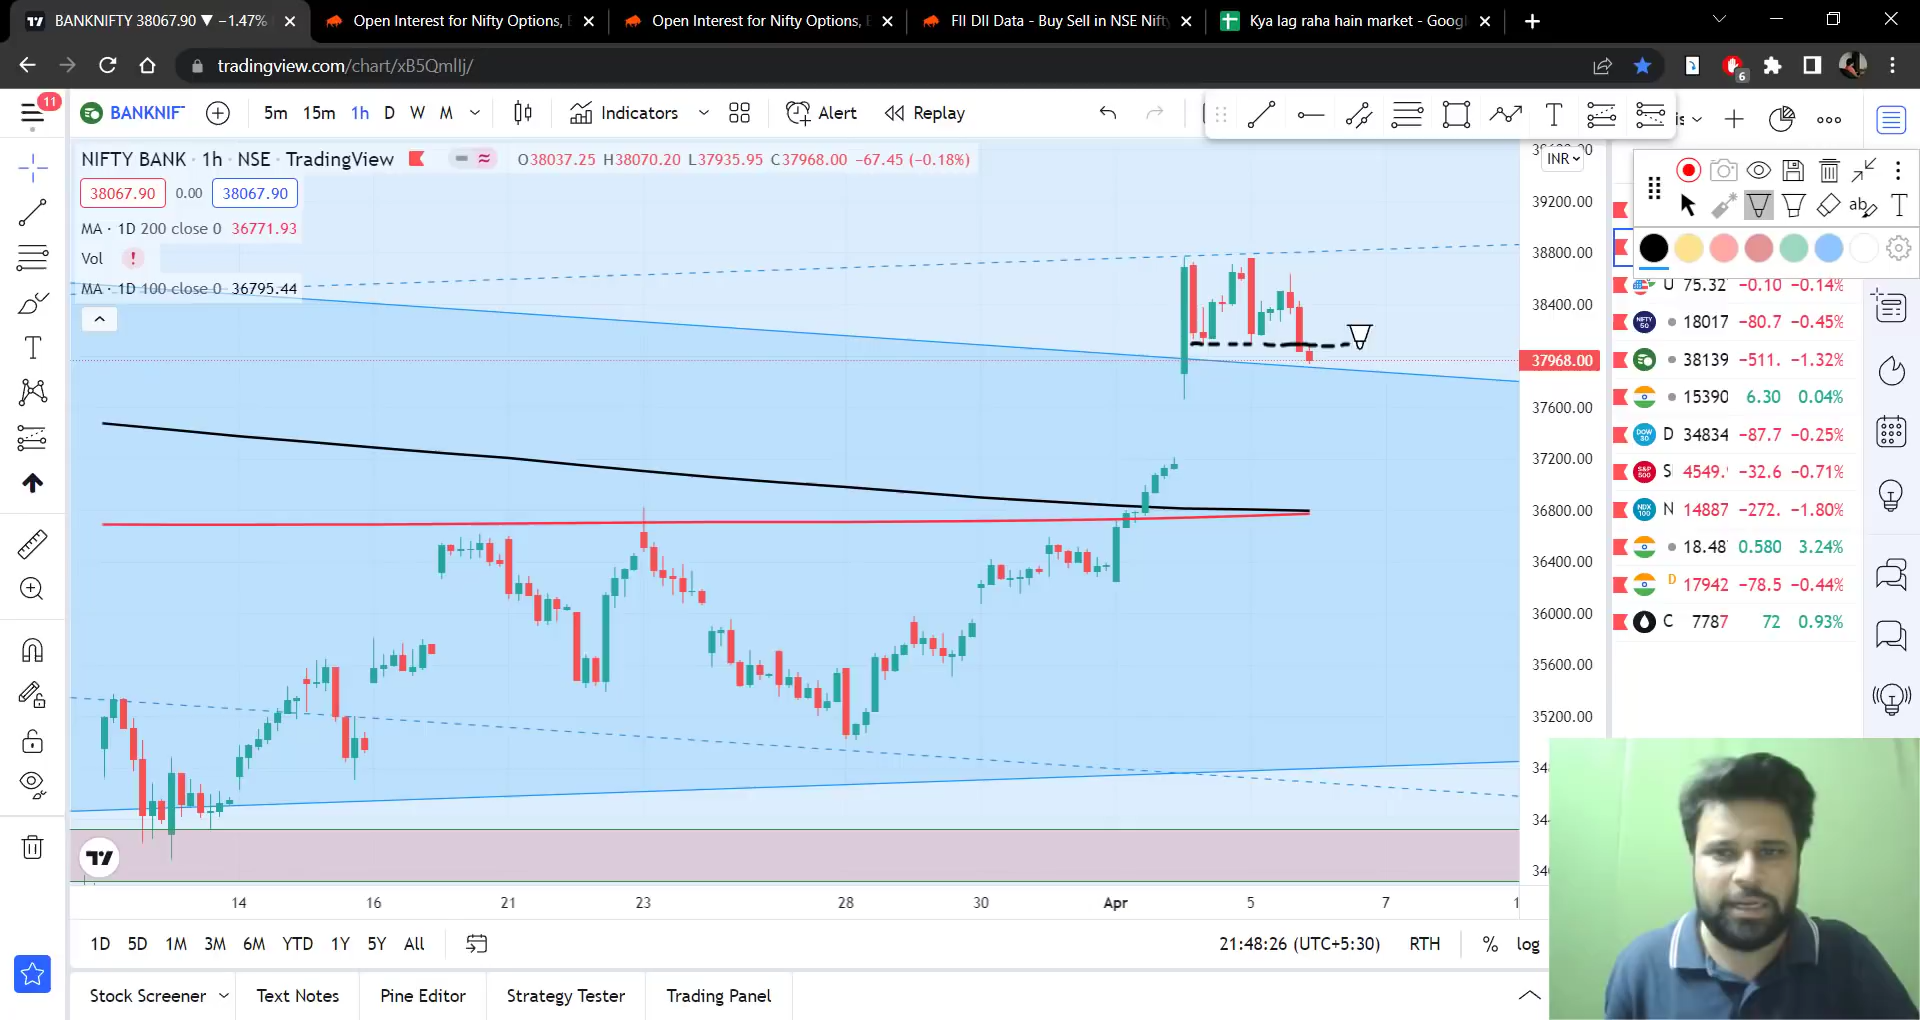 BANKNIFTY 38067.90 ▼ −1.47%
Open Interest for Nifty Options,
Open Interest for Nifty Options,
FII DII Data - Buy Sell in NSE Nifty
Kya lag raha hain market - Googl
tradingview.com/chart/xB5QmlIj/
6
11
BANKNIF
5m 15m 1h D W M
Indicators
Alert
Replay
NIFTY BANK · 1h · NSE · TradingView
O38037.25 H38070.20 L37935.95 C37968.00 −67.45 (−0.18%)
INR
38067.90 0.00 38067.90
MA · 1D 200 close 0 36771.93
Vol
MA · 1D 100 close 0 36795.44
39200.00
38800.00
38400.00
37968.00
37600.00
37200.00
36800.00
36400.00
36000.00
35600.00
35200.00
U 75.32 −0.10 −0.14%
18017 −80.7 −0.45%
38139 −511. −1.32%
15390 6.30 0.04%
D 34834 −87.7 −0.25%
S 4549. −32.6 −0.71%
N 14887 −272. −1.80%
18.48 0.580 3.24%
D 17942 −78.5 −0.44%
C 7787 72 0.93%
14 16 21 23 28 30 Apr 5 7
1D 5D 1M 3M 6M YTD 1Y 5Y All
21:48:26 (UTC+5:30) RTH % log
Stock Screener Text Notes Pine Editor Strategy Tester Trading Panel